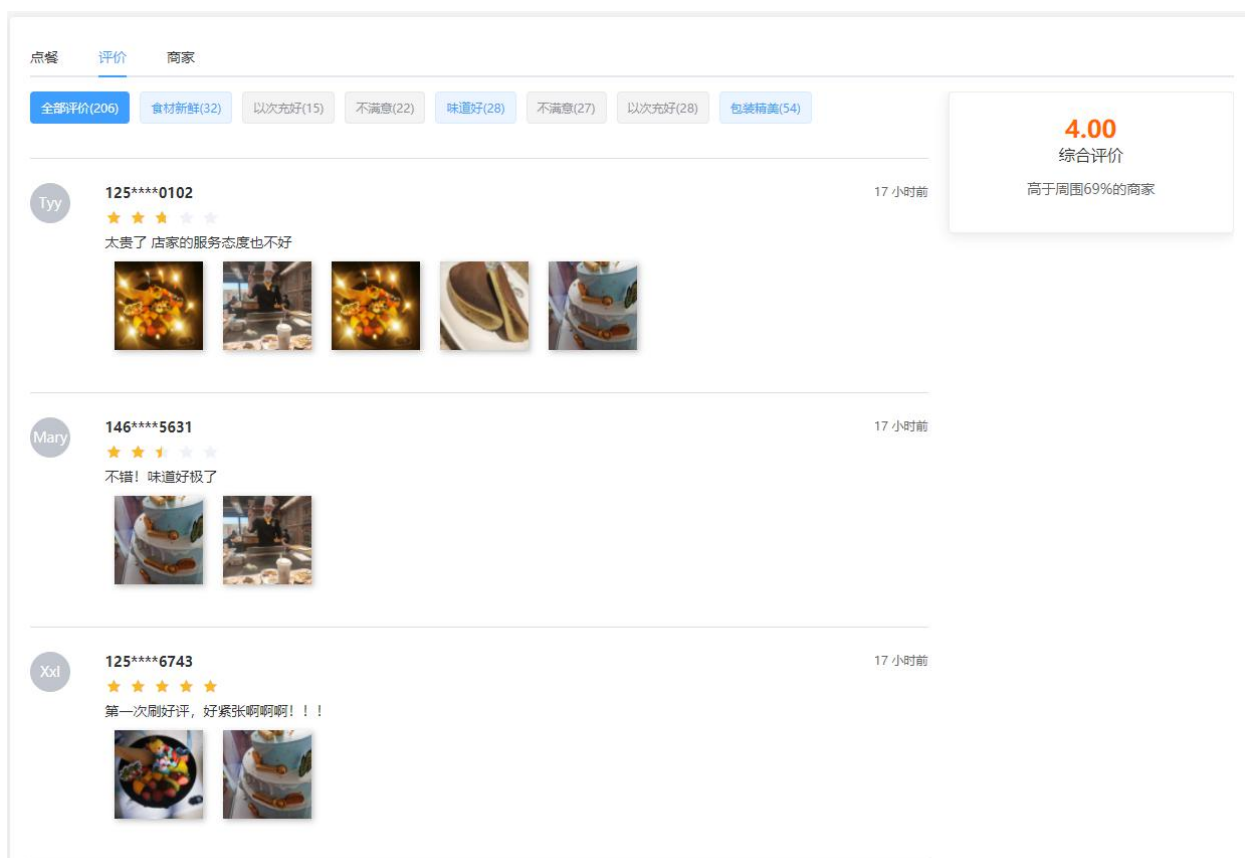 点餐 评价 商家
全部评价(206) 食材新鲜(32) 以次充好(15) 不满意(22) 味道好(28) 不满意(27) 以次充好(28) 包装精美(54)
4.00
综合评价
高于周围69%的商家
Tyy 125****0102 17 小时前
太贵了 店家的服务态度也不好
Mary 146****5631 17 小时前
不错！味道好极了
Xxl 125****6743 17 小时前
第一次刷好评，好紧张啊啊啊！！！